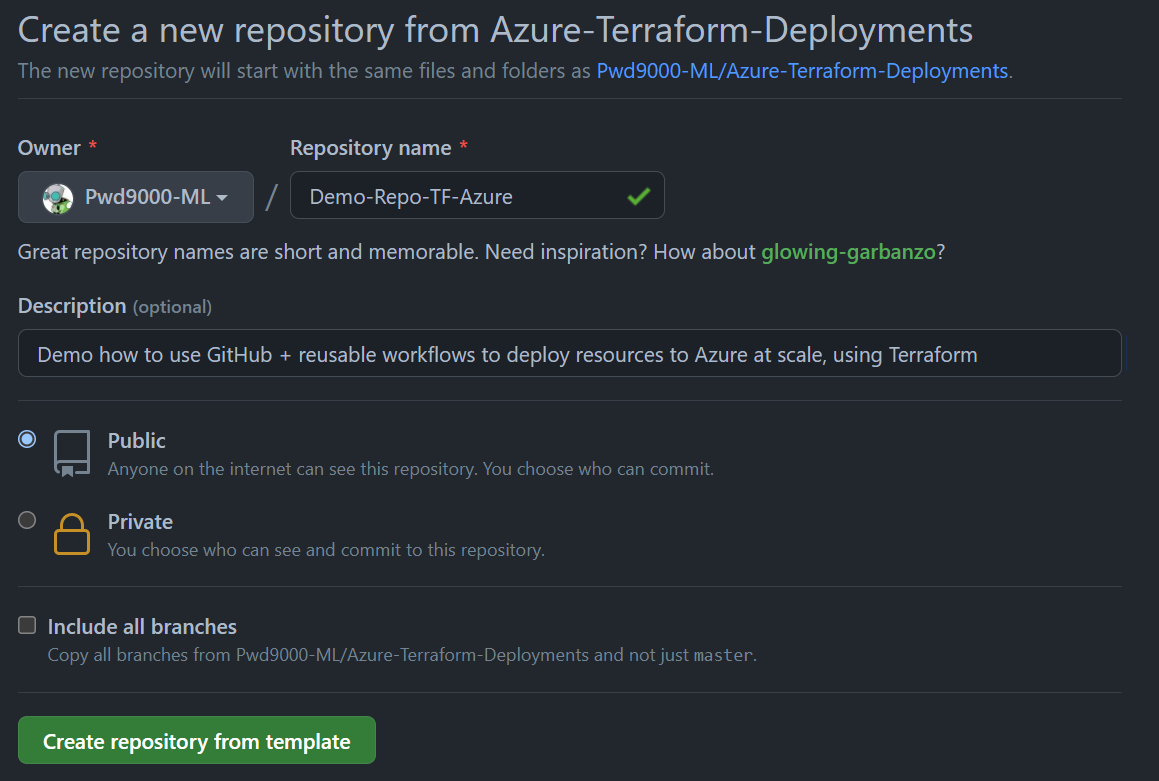 Create a new repository from Azure-Terraform-Deployments
The new repository will start with the same files and folders as Pwd9000-ML/Azure-Terraform-Deployments.
Owner * Repository name *
Pwd9000-ML / Demo-Repo-TF-Azure
Great repository names are short and memorable. Need inspiration? How about glowing-garbanzo?
Description (optional)
Demo how to use GitHub + reusable workflows to deploy resources to Azure at scale, using Terraform
Public
Anyone on the internet can see this repository. You choose who can commit.
Private
You choose who can see and commit to this repository.
Include all branches
Copy all branches from Pwd9000-ML/Azure-Terraform-Deployments and not just master.
Create repository from template